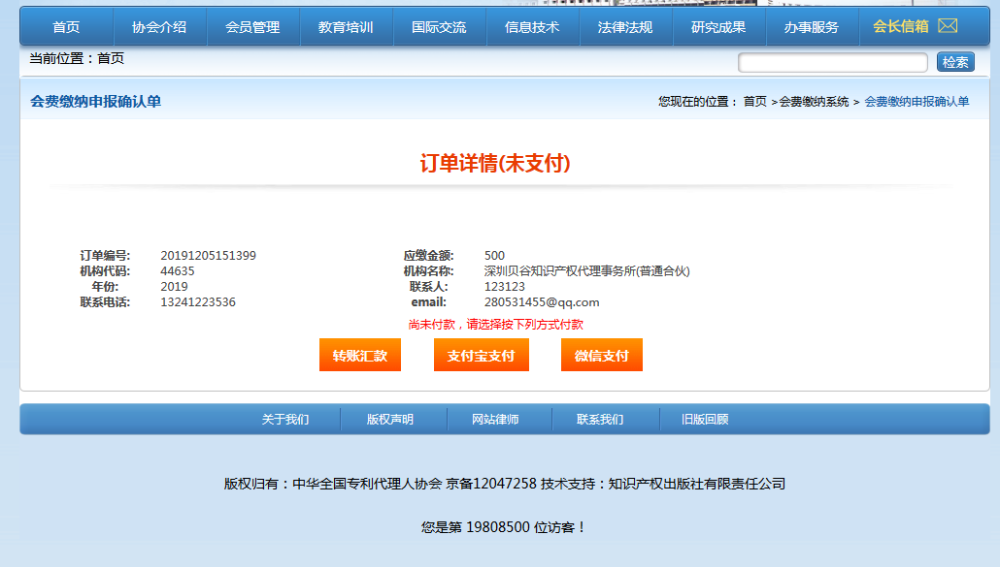 首页 协会介绍 会员管理 教育培训 国际交流 信息技术 法律法规 研究成果 办事服务 会长信箱
当前位置：首页
检索
会费缴纳申报确认单
您现在的位置： 首页 >会费缴纳系统 > 会费缴纳申报确认单
订单详情(未支付)
订单编号: 20191205151399 应缴金额: 500
机构代码: 44635 机构名称: 深圳贝谷知识产权代理事务所(普通合伙)
年份: 2019 联系人: 123123
联系电话: 13241223536 email: 280531455@qq.com
尚未付款，请选择按下列方式付款
转账汇款 支付宝支付 微信支付
关于我们 版权声明 网站律师 联系我们 旧版回顾
版权归有：中华全国专利代理人协会 京备12047258 技术支持：知识产权出版社有限责任公司
您是第 19808500 位访客！